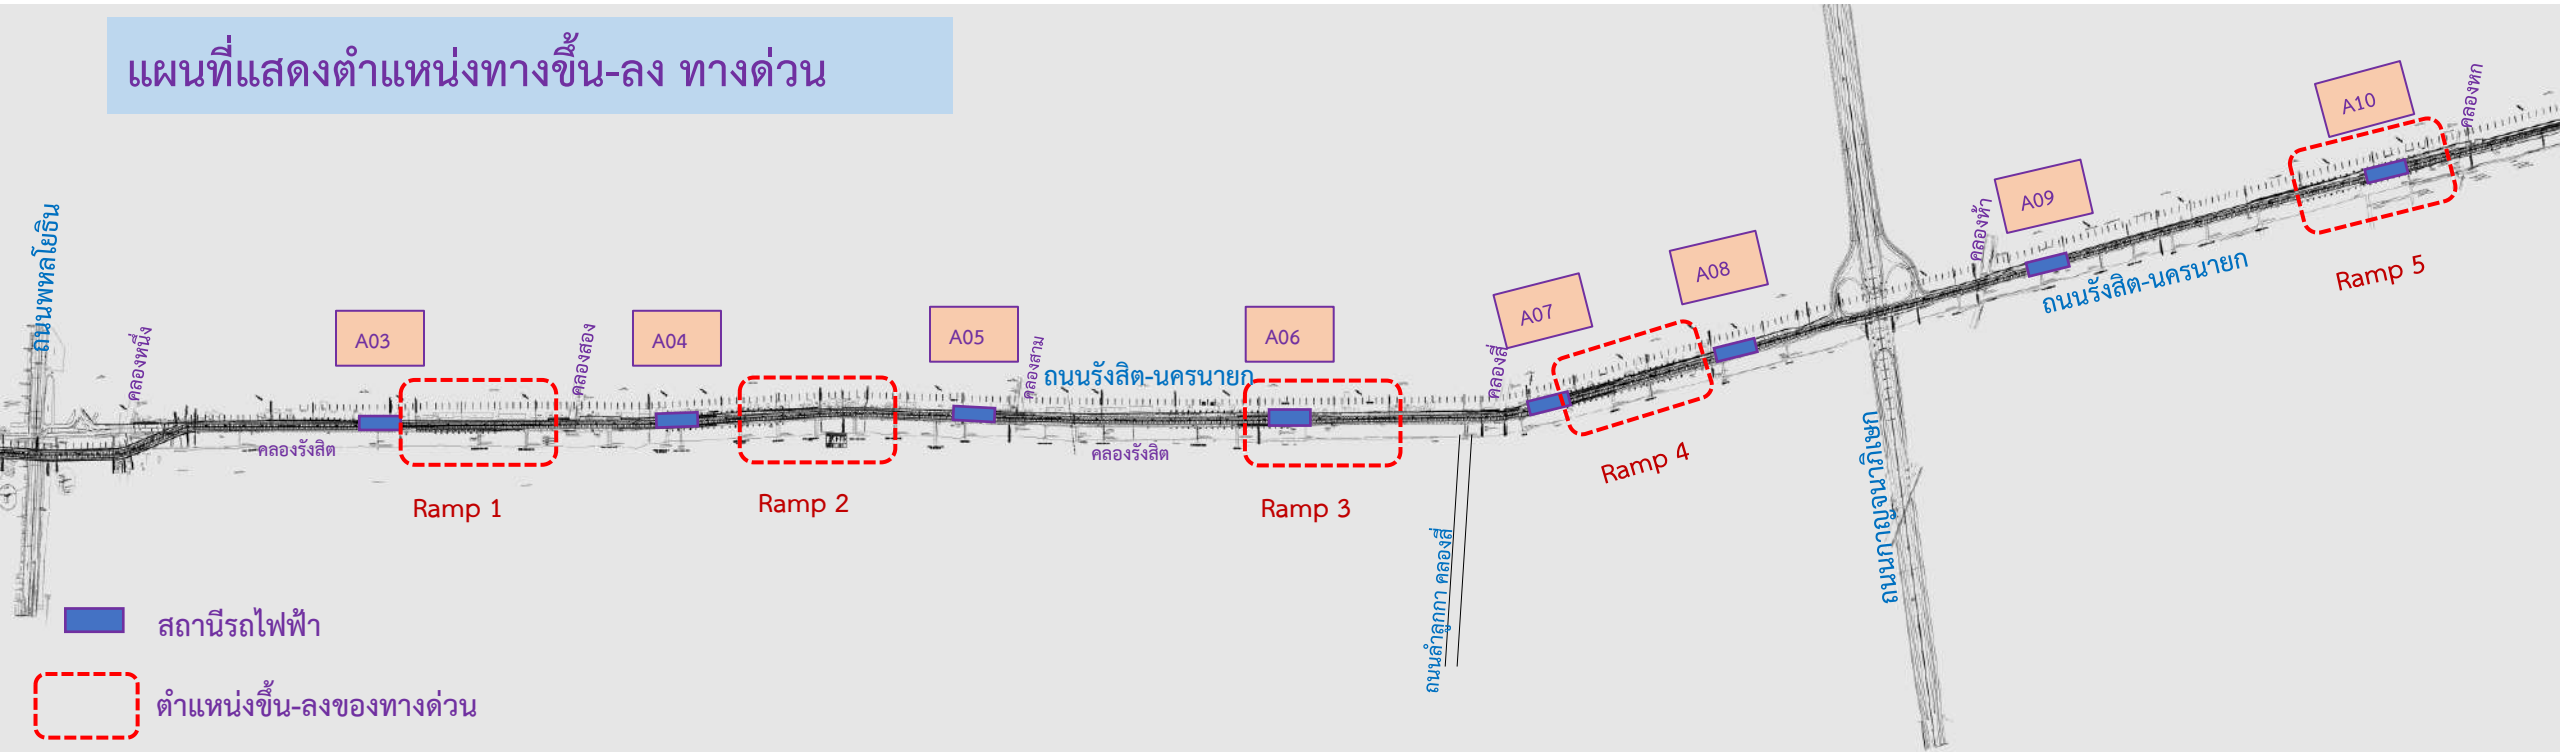 แผนที่แสดงตำแหน่งทางขึ้น-ลง ทางด่วน
ถนนพหลโยธิน
คลองหนึ่ง
A03
คลองสอง
A04
A05
คลองสาม
ถนนรังสิต-นครนายก
A06
คลองสี่
A07
A08
คลองห้า
A09
A10
คลองหก
ถนนรังสิต-นครนายก
คลองรังสิต
คลองรังสิต
Ramp 1
Ramp 2
Ramp 3
Ramp 4
Ramp 5
ถนนลำลูกกา คลองสี่
ถนนกาญจนาภิเษก
สถานีรถไฟฟ้า
ตำแหน่งขึ้น-ลงของทางด่วน